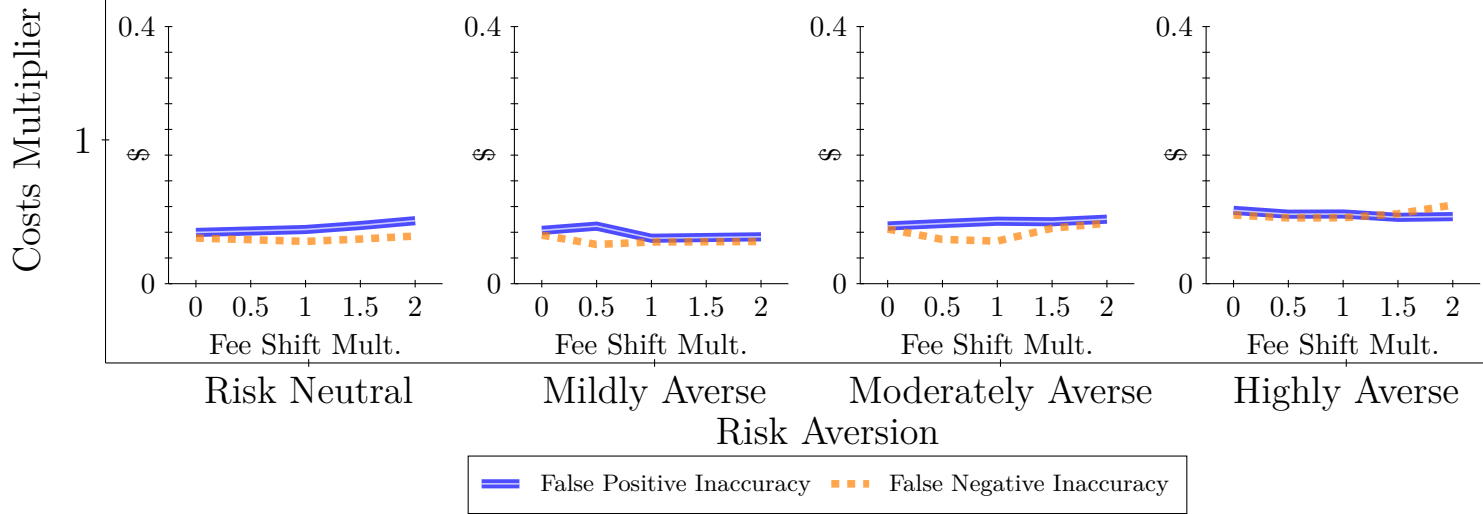 Costs Multiplier
1
0.4
$
0
0 0.5 1 1.5 2
Fee Shift Mult.
0.4
$
0
0 0.5 1 1.5 2
Fee Shift Mult.
0.4
$
0
0 0.5 1 1.5 2
Fee Shift Mult.
0.4
$
0
0 0.5 1 1.5 2
Fee Shift Mult.
Risk Neutral
Mildly Averse
Moderately Averse
Highly Averse
Risk Aversion
False Positive Inaccuracy
False Negative Inaccuracy